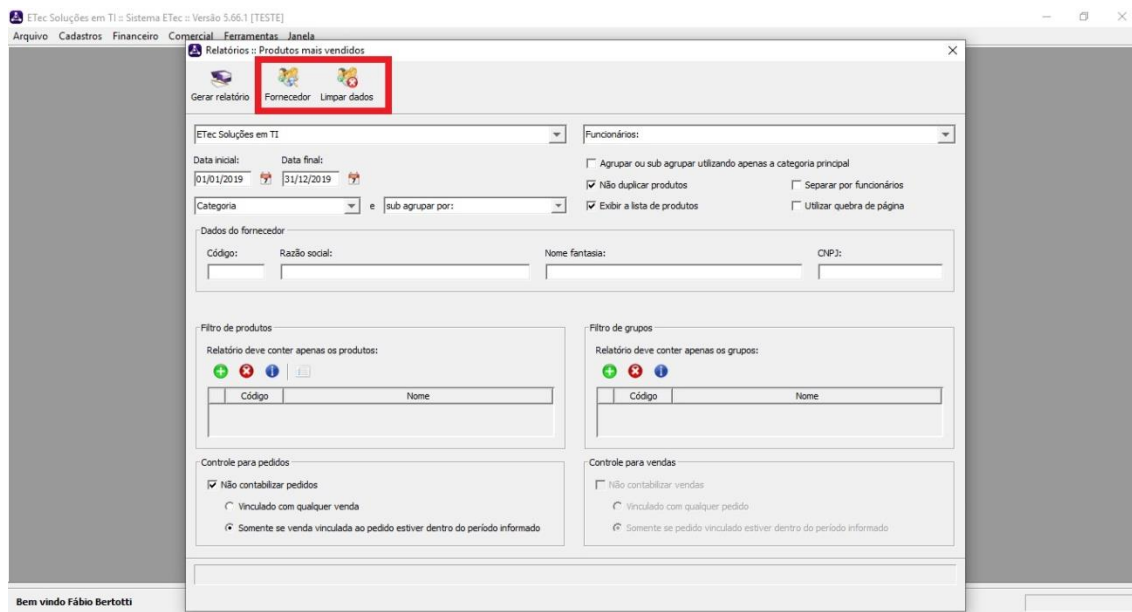 ETec Soluções em TI :: Sistema ETec :: Versão 5.66.1 [TESTE]
Arquivo Cadastros Financeiro Comercial Ferramentas Janela
Relatórios :: Produtos mais vendidos
Gerar relatório Fornecedor Limpar dados
ETec Soluções em TI Funcionários:
Data inicial: Data final: Agrupar ou sub agrupar utilizando apenas a categoria principal
01/01/2019 31/12/2019 Não duplicar produtos Separar por funcionários
Categoria e sub agrupar por: Exibir a lista de produtos Utilizar quebra de página
Dados do fornecedor
Código: Razão social: Nome fantasia: CNPJ:
Filtro de produtos Filtro de grupos
Relatório deve conter apenas os produtos: Relatório deve conter apenas os grupos:
Código Nome Código Nome
Controle para pedidos Controle para vendas
Não contabilizar pedidos Não contabilizar vendas
Vinculado com qualquer venda Vinculado com qualquer pedido
Somente se venda vinculada ao pedido estiver dentro do período informado Somente se pedido vinculado estiver dentro do período informado
Bem vindo Fábio Bertotti